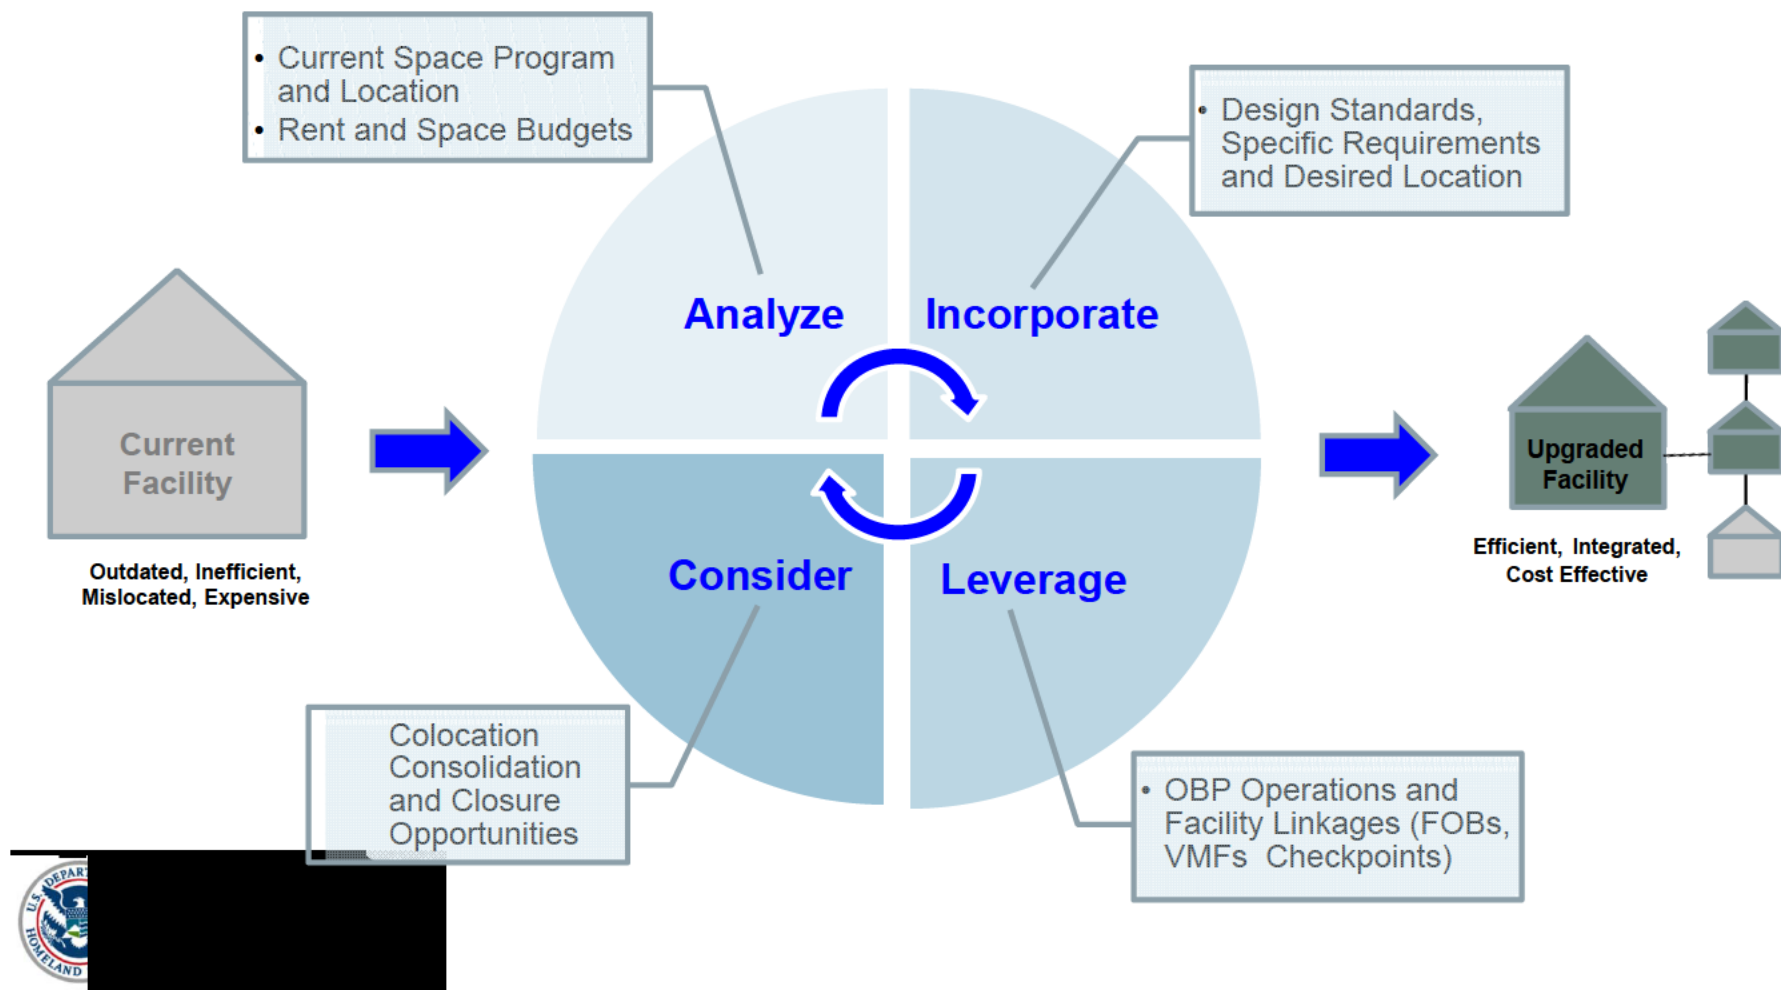 • Current Space Program
and Location
• Rent and Space Budgets
• Design Standards,
Specific Requirements
and Desired Location
Analyze
Incorporate
Current
Facility
Outdated, Inefficient,
Mislocated, Expensive
Upgraded
Facility
Efficient, Integrated,
Cost Effective
Consider
Leverage
Colocation
Consolidation
and Closure
Opportunities
• OBP Operations and
Facility Linkages (FOBs,
VMFs Checkpoints)
U.S.
HOMELAND